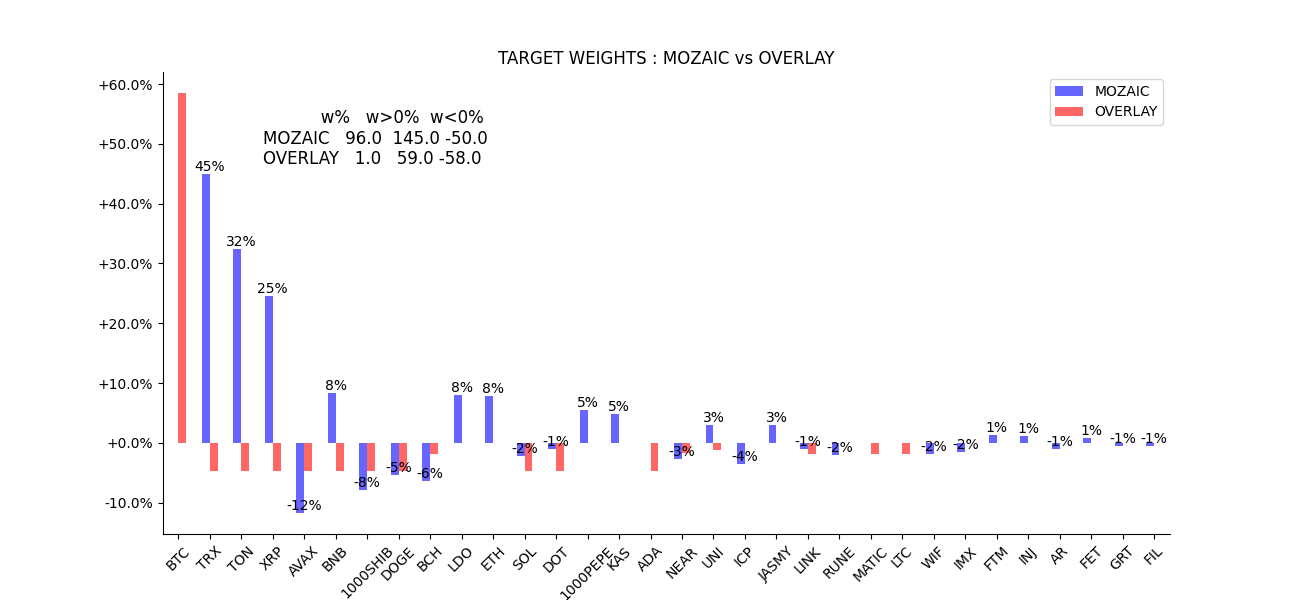 TARGET WEIGHTS : MOZAIC vs OVERLAY
+60.0%
+50.0%
+40.0%
+30.0%
+20.0%
+10.0%
+0.0%
-10.0%
w% w>0% w<0%
MOZAIC 96.0 145.0 -50.0
OVERLAY 1.0 59.0 -58.0
MOZAIC
OVERLAY
45%
32%
25%
-12%
8%
-8%
-5%
-6%
8%
8%
-2%
-1%
5%
5%
-3%
3%
-4%
3%
-1%
-2%
-2%
-2%
1%
1%
-1%
1%
-1%
-1%
BTC
TRX
TON
XRP
AVAX
BNB
1000SHIB
DOGE
BCH
LDO
ETH
SOL
DOT
1000PEPE
KAS
ADA
NEAR
UNI
ICP
JASMY
LINK
RUNE
MATIC
LTC
WIF
IMX
FTM
INJ
AR
FET
GRT
FIL